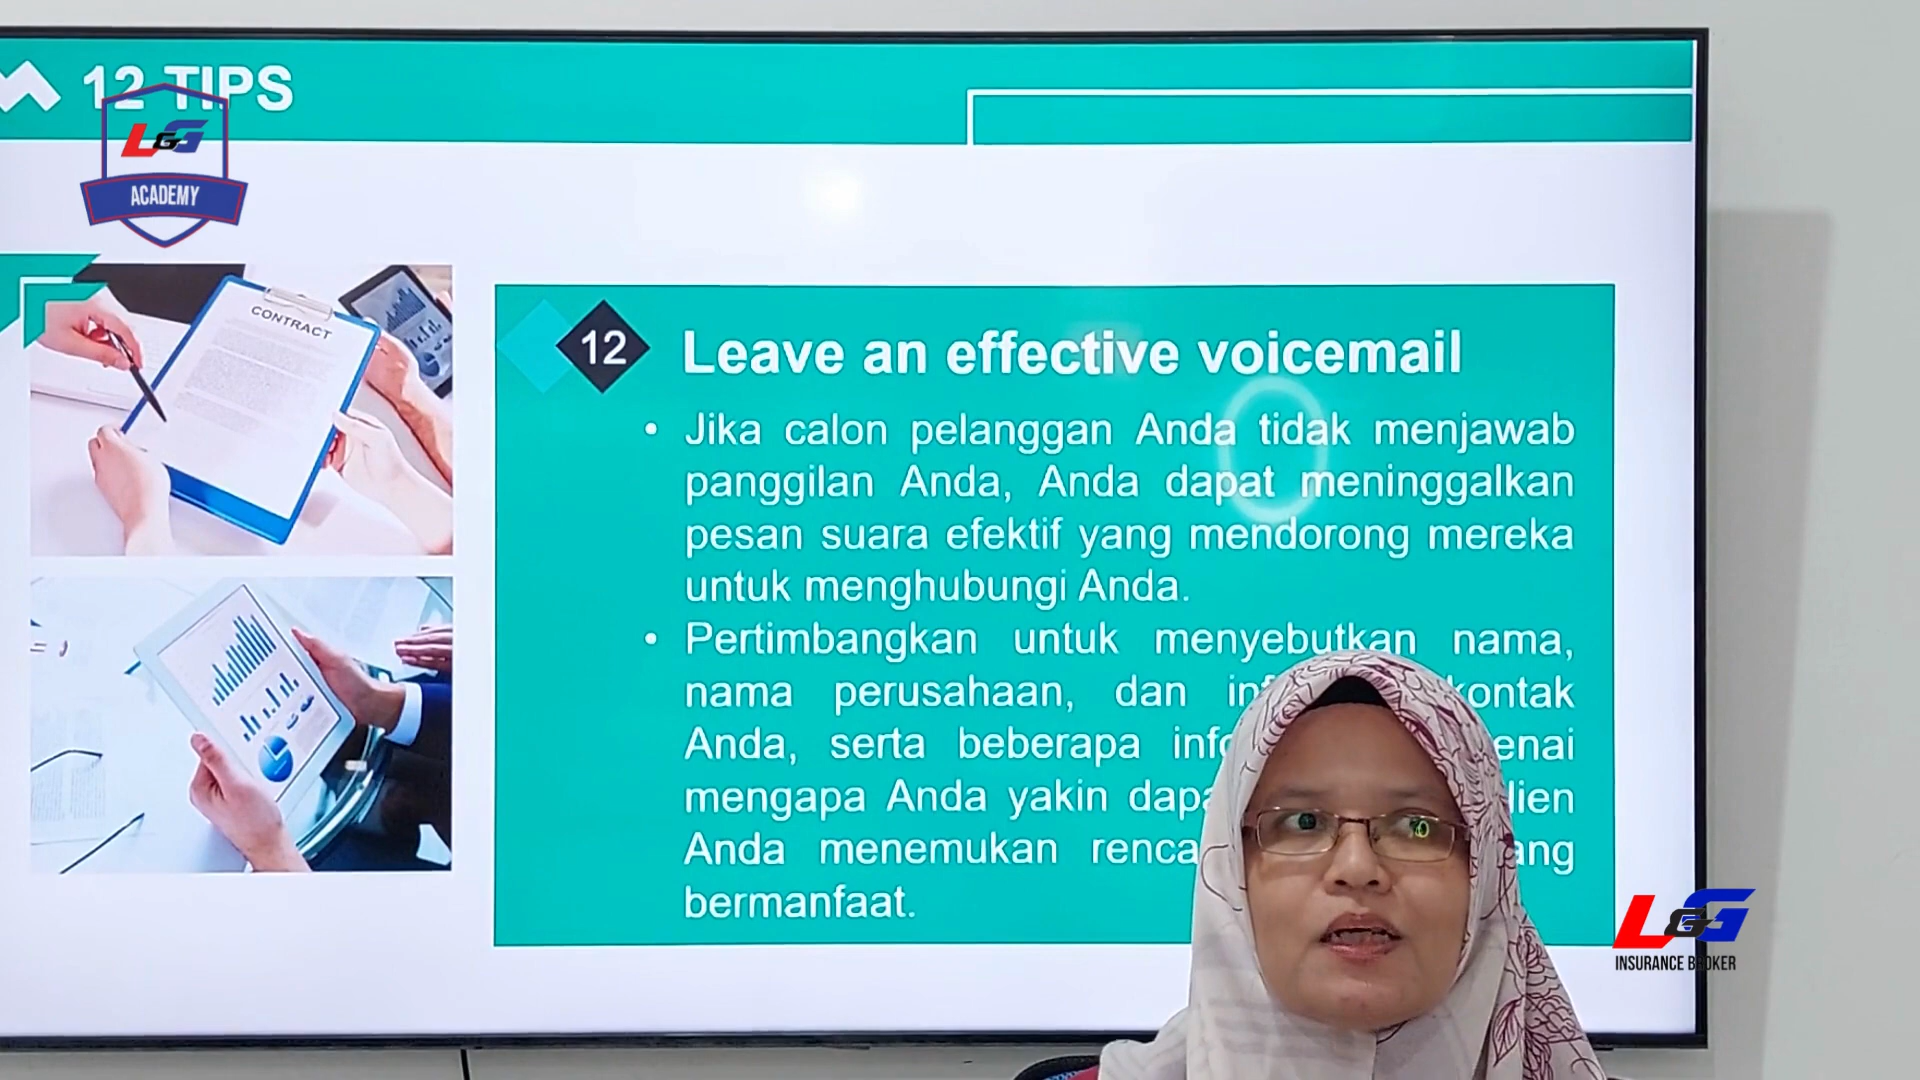 12 TIPS
L&G
ACADEMY
CONTRACT
12
Leave an effective voicemail
• Jika calon pelanggan Anda tidak menjawab
panggilan Anda, Anda dapat meninggalkan
pesan suara efektif yang mendorong mereka
untuk menghubungi Anda.
• Pertimbangkan untuk menyebutkan nama,
nama perusahaan, dan kontak
Anda, serta beberapa
mengapa Anda yakin
Anda menemukan
bermanfaat.
L&G
INSURANCE BROKER